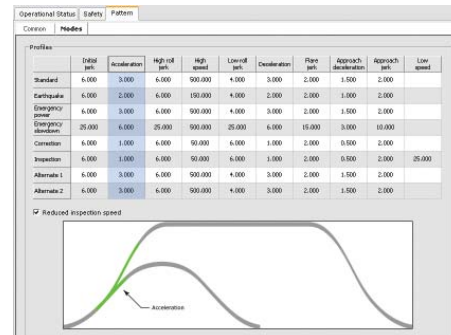 Operational Status Safety Pattern
Common Modes
Profiles
Initial jerk Acceleration High roll jerk High speed Low roll jerk Deceleration Flare jerk Approach deceleration Approach jerk Low speed
Standard 6.000 3.000 6.000 500.000 4.000 3.000 2.000 1.500 2.000
Earthquake 6.000 2.000 6.000 150.000 4.000 2.000 2.000 1.000 2.000
Emergency power 6.000 3.000 6.000 500.000 4.000 3.000 2.000 1.500 2.000
Emergency slowdown 25.000 6.000 25.000 500.000 25.000 6.000 15.000 3.000 10.000
Correction 6.000 1.000 6.000 50.000 6.000 1.000 2.000 0.500 2.000
Inspection 6.000 1.000 6.000 50.000 6.000 1.000 2.000 0.500 2.000 25.000
Alternate 1 6.000 3.000 6.000 500.000 4.000 3.000 2.000 1.500 2.000
Alternate 2 6.000 3.000 6.000 500.000 4.000 3.000 2.000 1.500 2.000
Reduced inspection speed
Acceleration